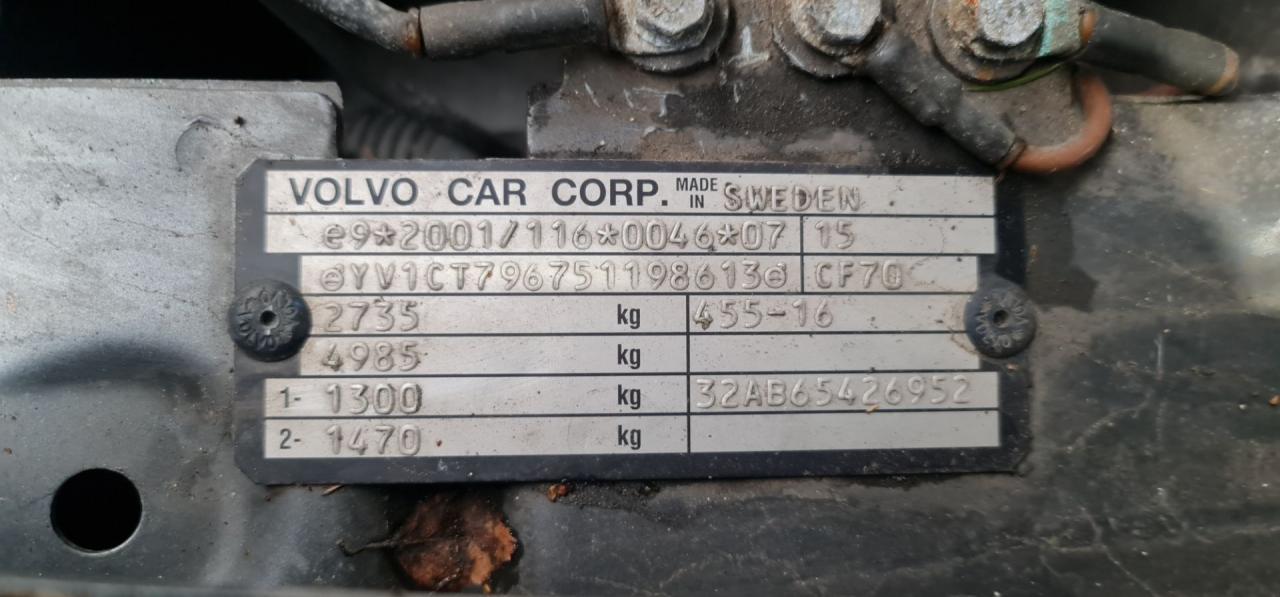 VOLVO CAR CORP. MADE IN SWEDEN
e9*2001/116*0046*07 15
YV1CT796751198613 CF70
2735 kg 455-16
4985 kg
1- 1300 kg 32AB65426952
2- 1470 kg